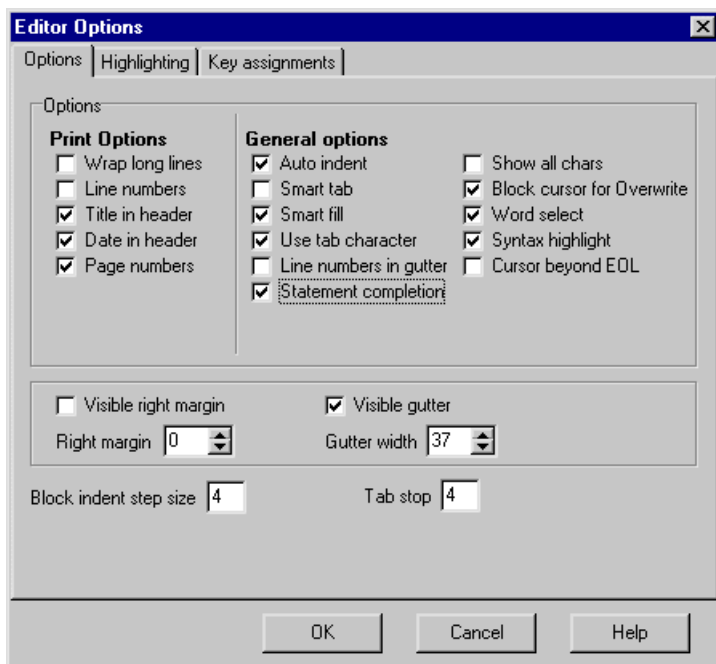 Editor Options
Options Highlighting Key assignments
Options
Print Options
Wrap long lines
Line numbers
Title in header
Date in header
Page numbers
General options
Auto indent
Smart tab
Smart fill
Use tab character
Line numbers in gutter
Statement completion
Show all chars
Block cursor for Overwrite
Word select
Syntax highlight
Cursor beyond EOL
Visible right margin
Right margin 0
Visible gutter
Gutter width 37
Block indent step size 4
Tab stop 4
OK Cancel Help